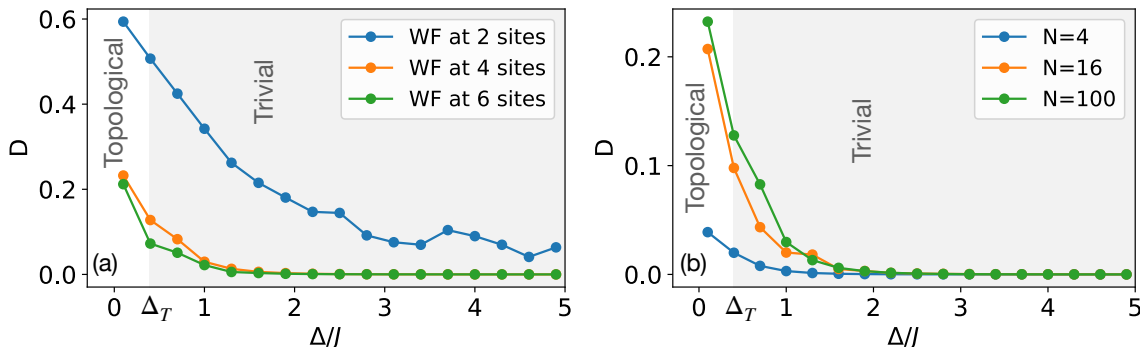 0.6
0.4
0.2
0.0
D
Topological
Trivial
WF at 2 sites
WF at 4 sites
WF at 6 sites
(a)
0
Δ_T
1
2
3
4
5
Δ/J
0.2
0.1
0.0
D
Topological
Trivial
N=4
N=16
N=100
(b)
0
Δ_T
1
2
3
4
5
Δ/J